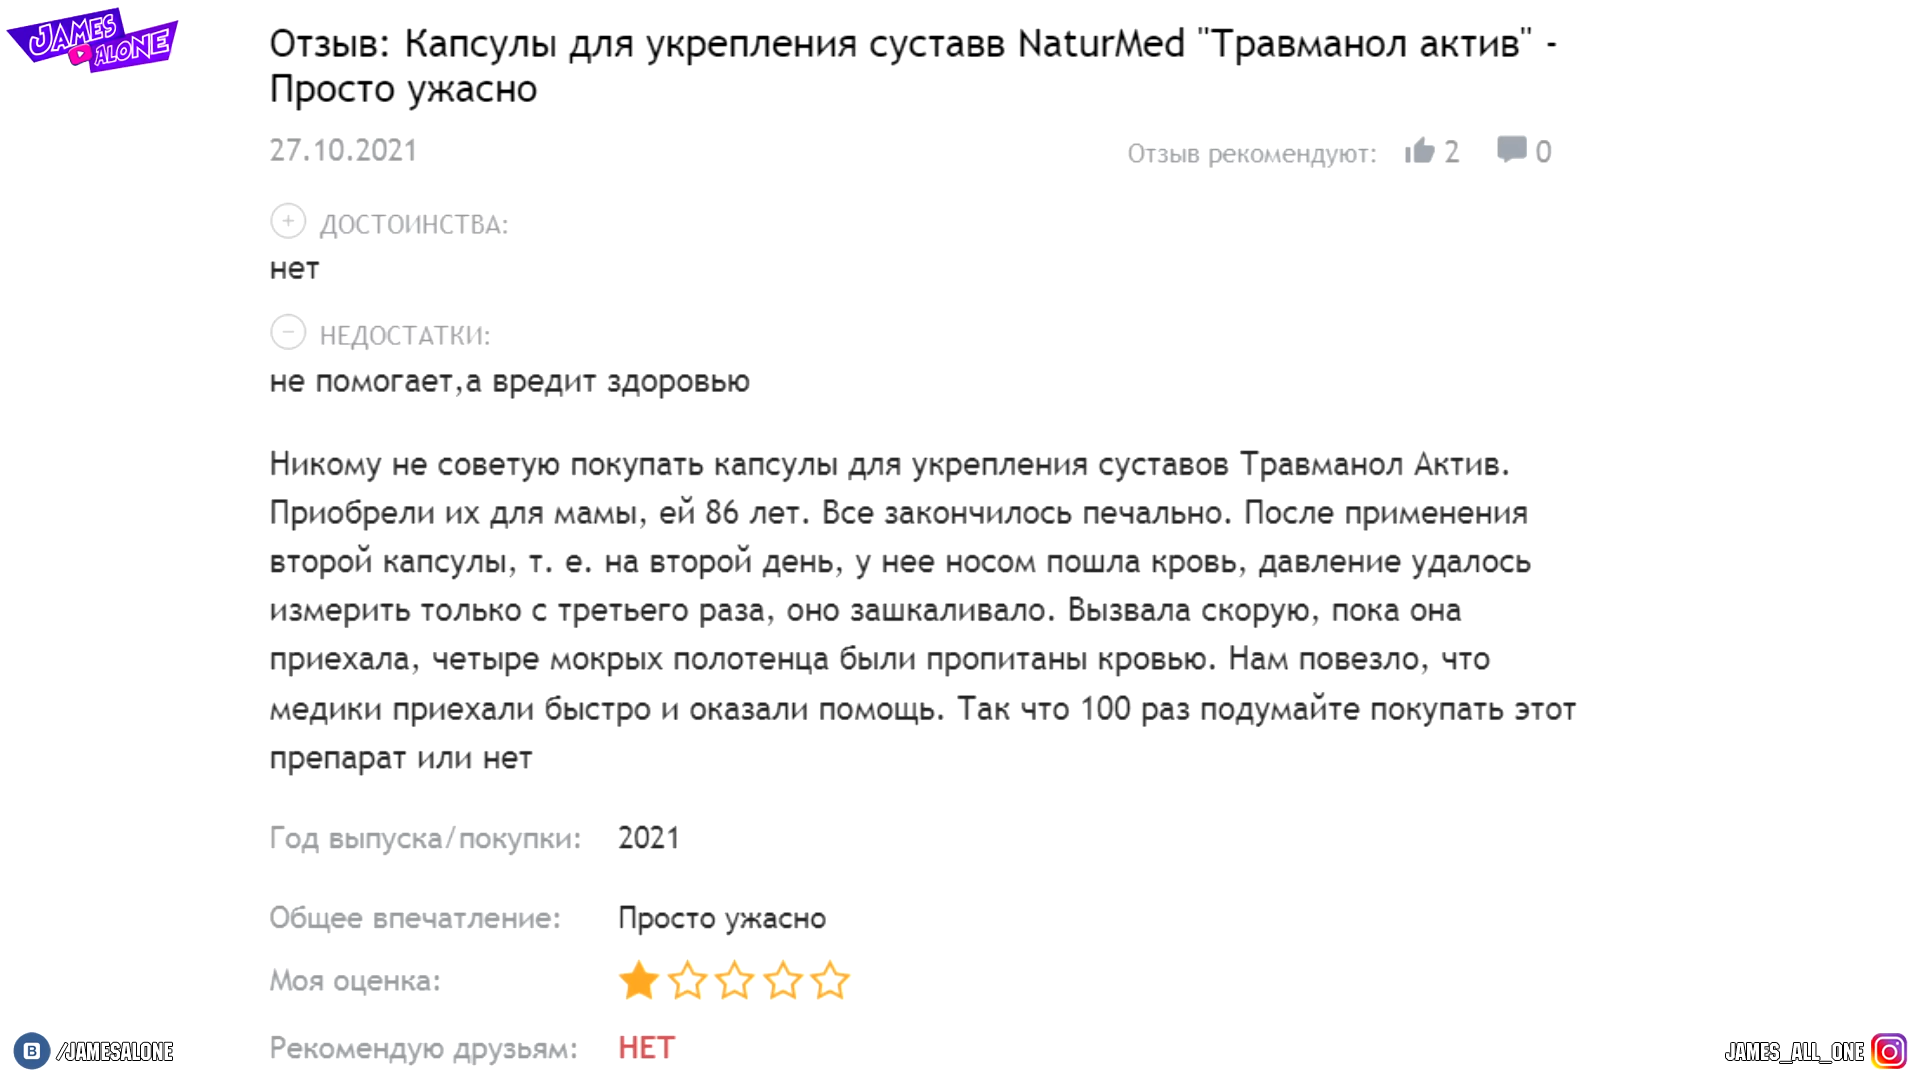 JAMES
ALONE
Отзыв: Капсулы для укрепления суставв NaturMed "Травманол актив" -
Просто ужасно
27.10.2021
Отзыв рекомендуют: 2 0
ДОСТОИНСТВА:
нет
НЕДОСТАТКИ:
не помогает,а вредит здоровью
Никому не советую покупать капсулы для укрепления суставов Травманол Актив.
Приобрели их для мамы, ей 86 лет. Все закончилось печально. После применения
второй капсулы, т. е. на второй день, у нее носом пошла кровь, давление удалось
измерить только с третьего раза, оно зашкаливало. Вызвала скорую, пока она
приехала, четыре мокрых полотенца были пропитаны кровью. Нам повезло, что
медики приехали быстро и оказали помощь. Так что 100 раз подумайте покупать этот
препарат или нет
Год выпуска/покупки: 2021
Общее впечатление: Просто ужасно
Моя оценка:
Рекомендую друзьям: НЕТ
В /JAMESALONE
JAMES_ALL_ONE